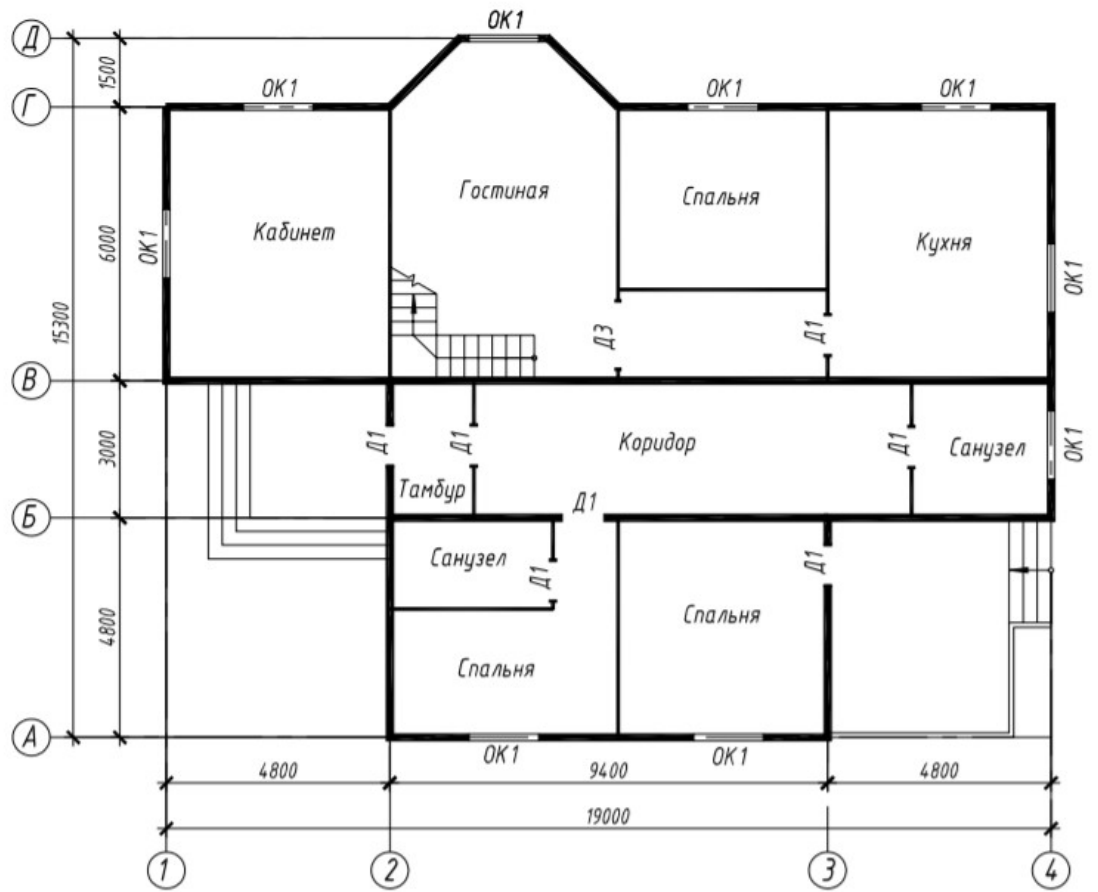 ОК1
Д
1500
ОК1
ОК1
ОК1
Г
Гостиная
Спальня
Кабинет
Кухня
ОК1
6000
ОК1
15300
Д3
Д1
В
3000
Д1
Д1
Коридор
Д1
Санузел
ОК1
Тамбур
Д1
Б
Санузел
Д1
Д1
4800
Спальня
Спальня
А
ОК1
ОК1
4800
9400
4800
19000
1
2
3
4